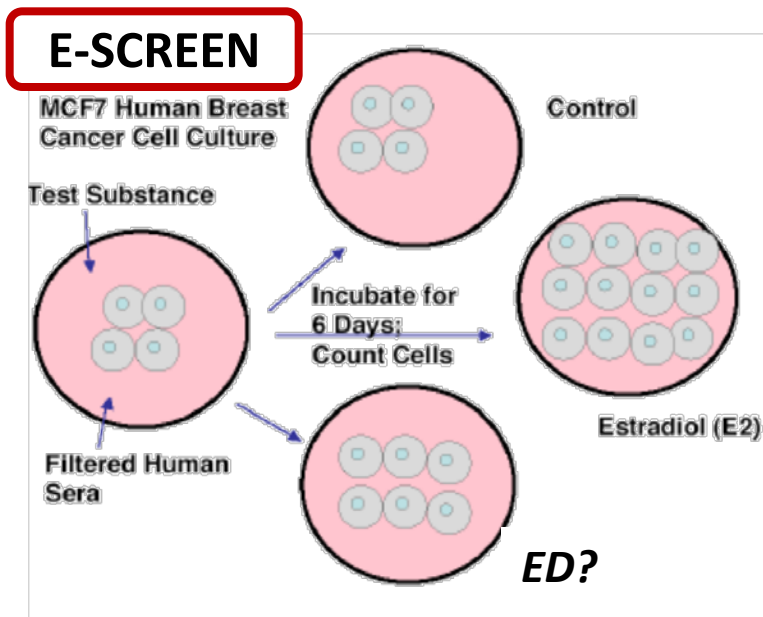 E-SCREEN
MCF7 Human Breast
Cancer Cell Culture
Control
Test Substance
Incubate for
6 Days;
Count Cells
Estradiol (E2)
Filtered Human
Sera
ED?